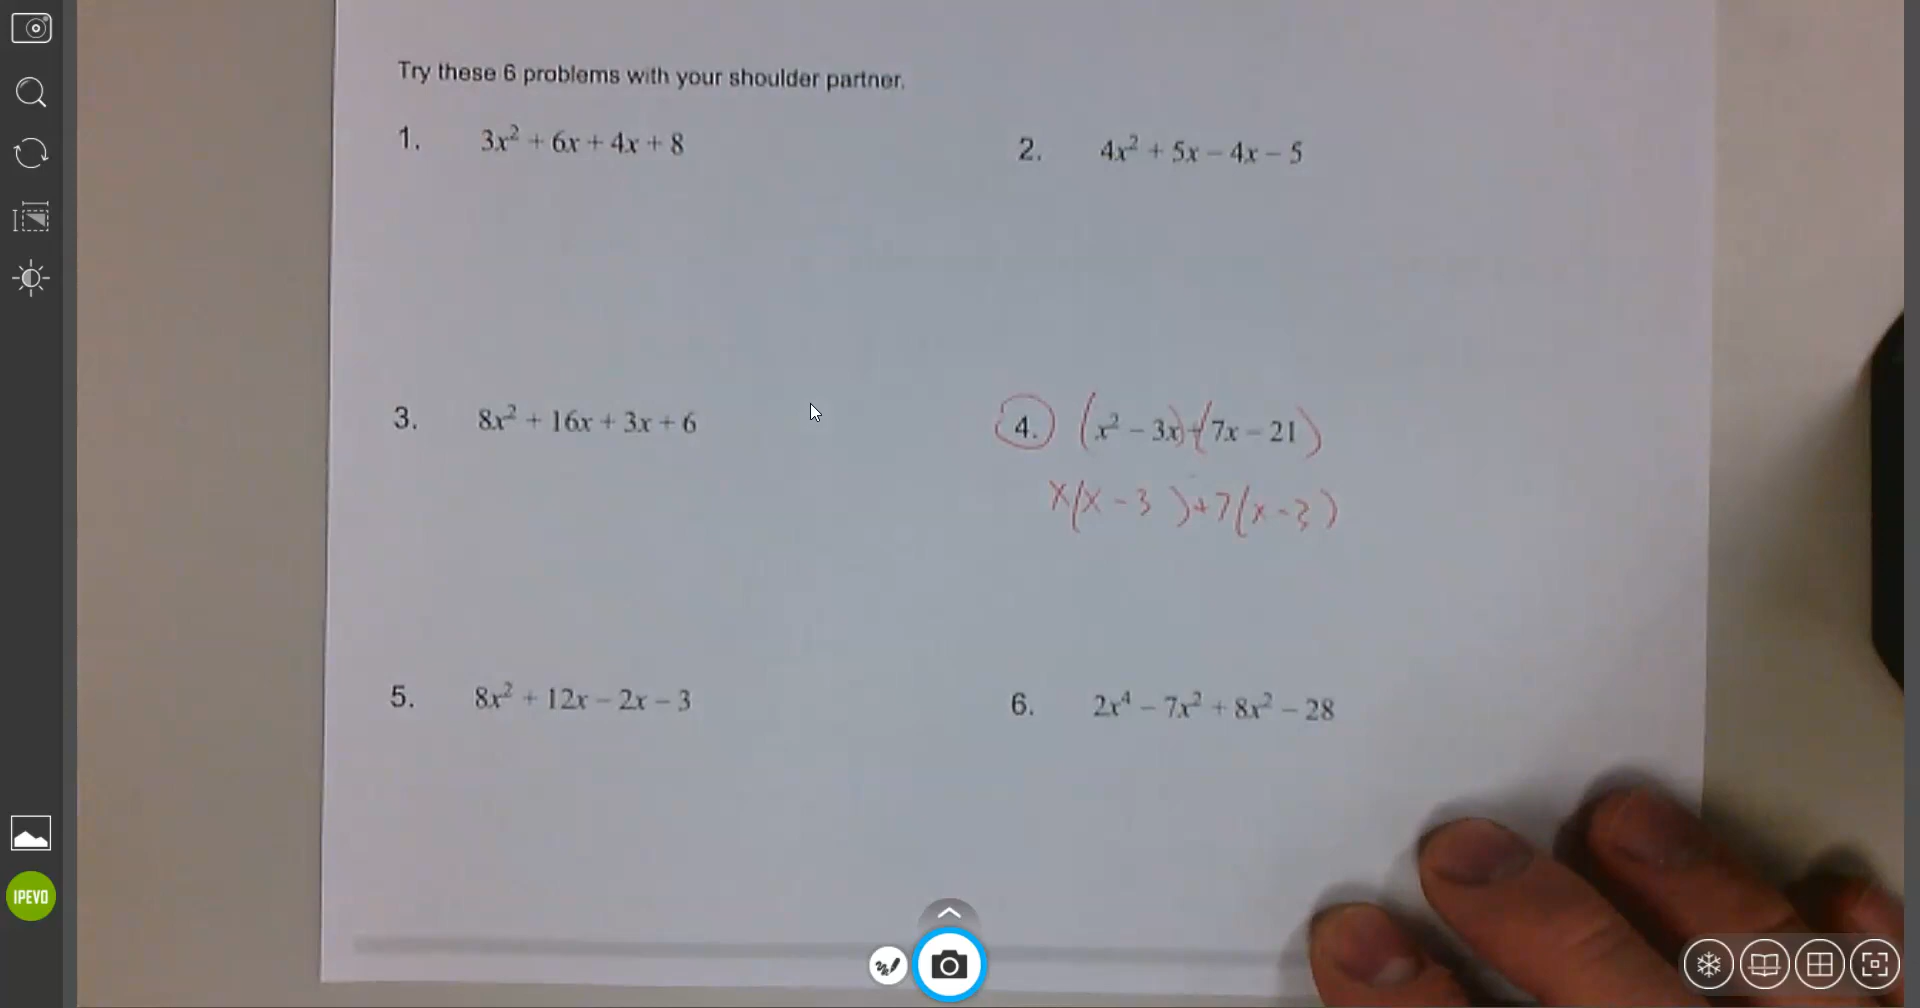 Try these 6 problems with your shoulder partner.
1. 3x² + 6x + 4x + 8
2. 4x² + 5x – 4x – 5
3. 8x² + 16x + 3x + 6
4. (x² – 3x)+(7x – 21)
x(x - 3 )+7(x - 3)
5. 8x² + 12x – 2x – 3
6. 2x⁴ – 7x² + 8x² – 28
IPEVO